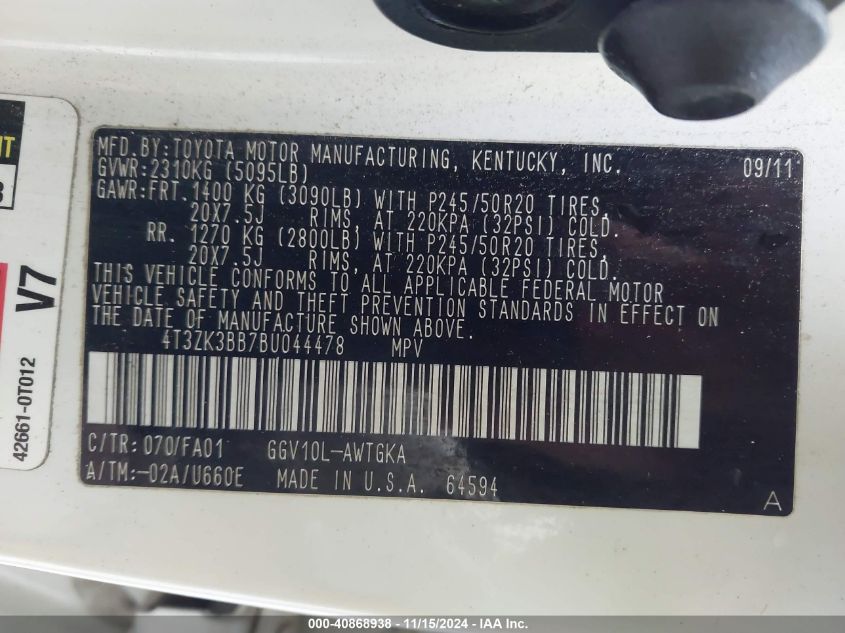 NT
3
V7
42661-0T012
MFD. BY: TOYOTA MOTOR MANUFACTURING, KENTUCKY, INC. 09/11
GVWR: 2310KG (5095LB)
GAWR: FRT. 1400 KG (3090LB) WITH P245/50R20 TIRES,
20X7.5J RIMS, AT 220KPA (32PSI) COLD.
RR. 1270 KG (2800LB) WITH P245/50R20 TIRES,
20X7.5J RIMS, AT 220KPA (32PSI) COLD.
THIS VEHICLE CONFORMS TO ALL APPLICABLE FEDERAL MOTOR
VEHICLE SAFETY AND THEFT PREVENTION STANDARDS IN EFFECT ON
THE DATE OF MANUFACTURE SHOWN ABOVE.
4T3ZK3BB7BU044478 MPV
C/TR: 070/FA01 GGV10L-AWTGKA
A/TM: -02A/U660E MADE IN U.S.A. 64594
A
000-40868938 - 11/15/2024 - IAA Inc.